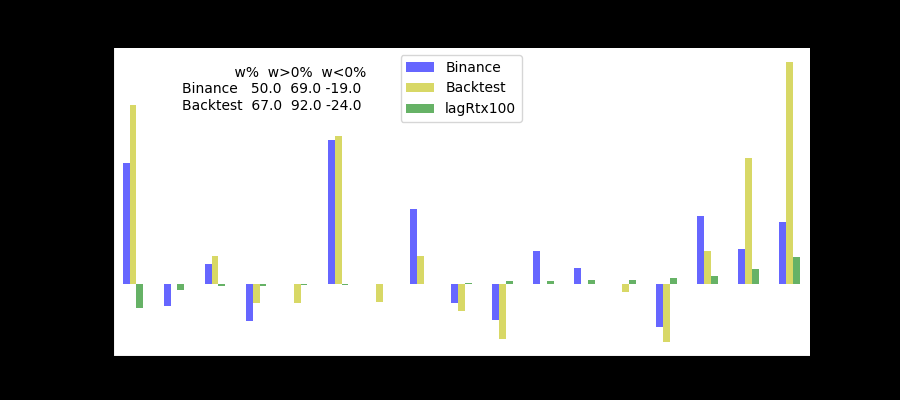 w% w>0% w<0%
Binance 50.0 69.0 -19.0
Backtest 67.0 92.0 -24.0
Binance
Backtest
lagRtx100